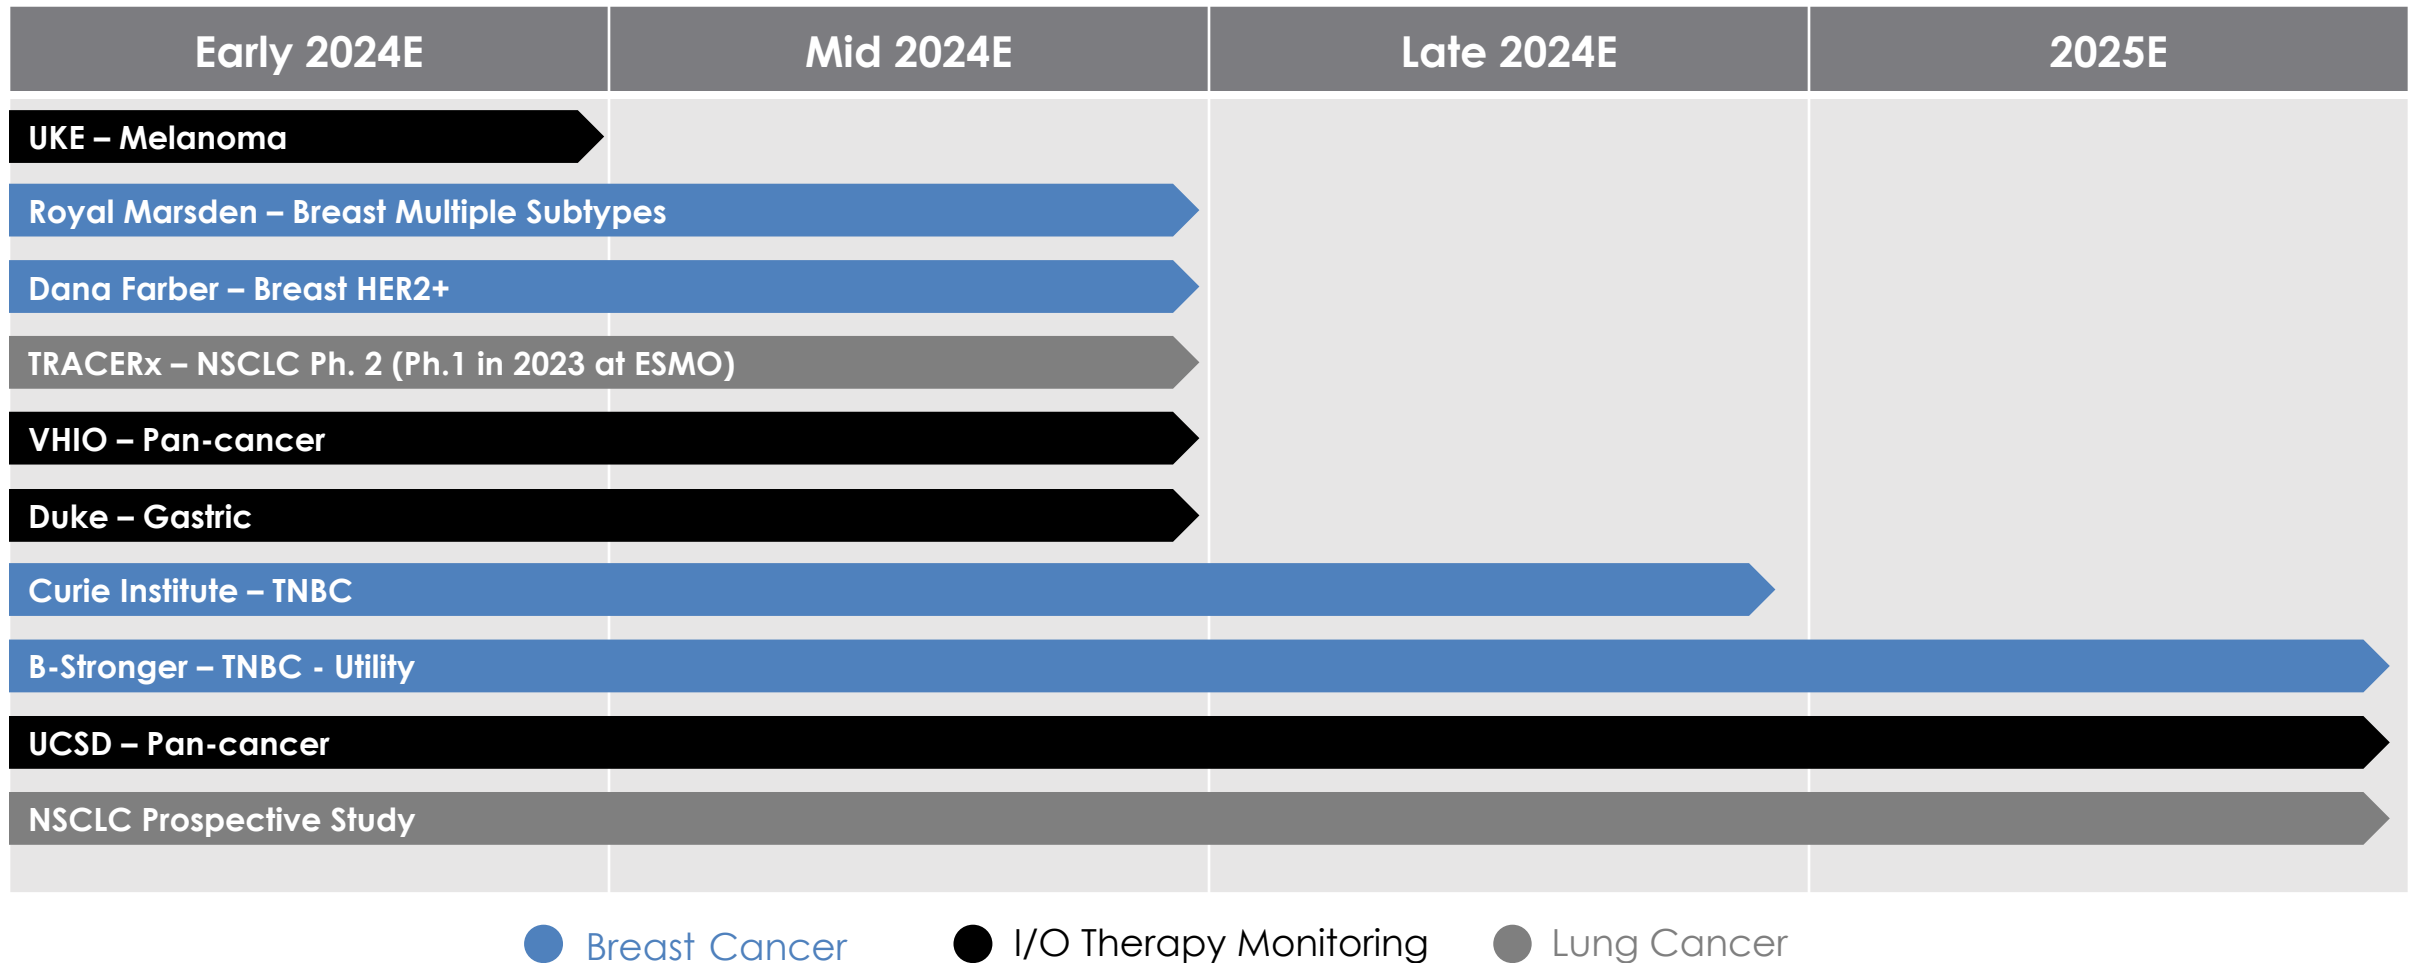 Early 2024E
Mid 2024E
Late 2024E
2025E
UKE – Melanoma
Royal Marsden – Breast Multiple Subtypes
Dana Farber – Breast HER2+
TRACERx – NSCLC Ph. 2 (Ph.1 in 2023 at ESMO)
VHIO – Pan-cancer
Duke – Gastric
Curie Institute – TNBC
B-Stronger – TNBC - Utility
UCSD – Pan-cancer
NSCLC Prospective Study
Breast Cancer
I/O Therapy Monitoring
Lung Cancer